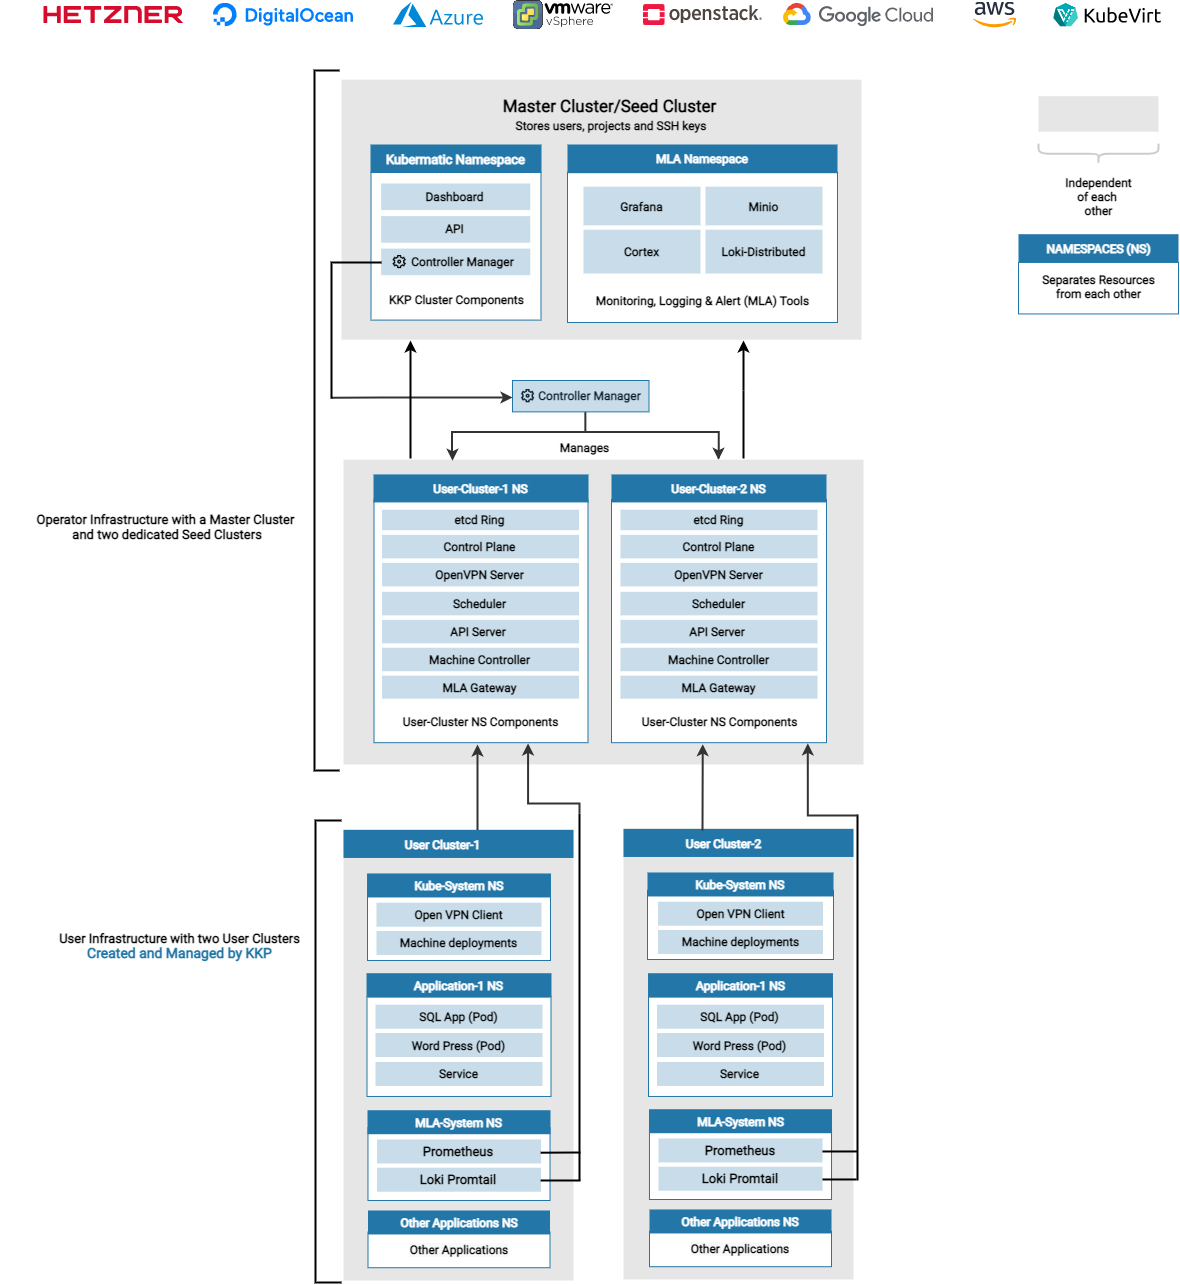 HETZNER
DigitalOcean
Azure
vmware®
vSphere
openstack.
Google Cloud
aws
KubeVirt
Master Cluster/Seed Cluster
Stores users, projects and SSH keys
Kubermatic Namespace
Dashboard
API
Controller Manager
KKP Cluster Components
MLA Namespace
Grafana
Minio
Cortex
Loki-Distributed
Monitoring, Logging & Alert (MLA) Tools
Independent
of each
other
NAMESPACES (NS)
Separates Resources
from each other
Controller Manager
Manages
Operator Infrastructure with a Master Cluster
and two dedicated Seed Clusters
User-Cluster-1 NS
etcd Ring
Control Plane
OpenVPN Server
Scheduler
API Server
Machine Controller
MLA Gateway
User-Cluster NS Components
User-Cluster-2 NS
etcd Ring
Control Plane
OpenVPN Server
Scheduler
API Server
Machine Controller
MLA Gateway
User-Cluster NS Components
User Infrastructure with two User Clusters
Created and Managed by KKP
User Cluster-1
Kube-System NS
Open VPN Client
Machine deployments
Application-1 NS
SQL App (Pod)
Word Press (Pod)
Service
MLA-System NS
Prometheus
Loki Promtail
Other Applications NS
Other Applications
User Cluster-2
Kube-System NS
Open VPN Client
Machine deployments
Application-1 NS
SQL App (Pod)
Word Press (Pod)
Service
MLA-System NS
Prometheus
Loki Promtail
Other Applications NS
Other Applications